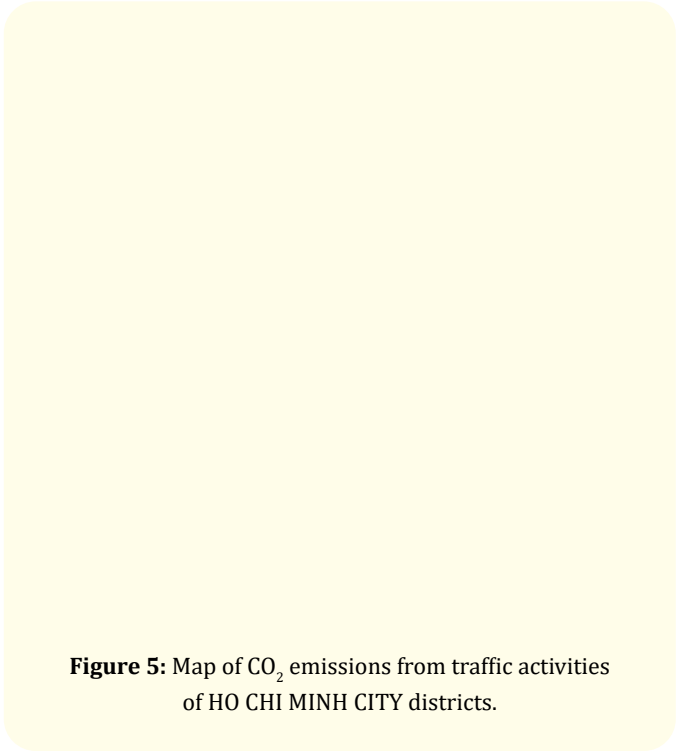 Figure 5: Map of CO₂ emissions from traffic activities
of HO CHI MINH CITY districts.